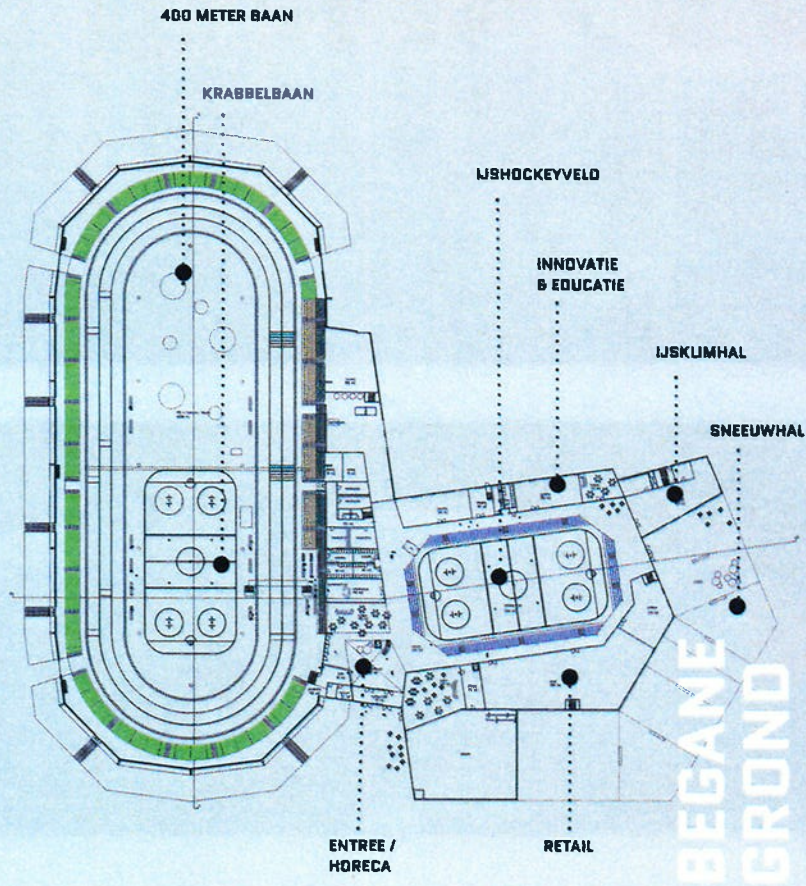 400 METER BAAN
KRABBELBAAN
IJSHOCKEYVELD
INNOVATIE
& EDUCATIE
IJSKLIMHAL
SNEEUWHAL
ENTREE /
HORECA
RETAIL
BEGANE
GROND